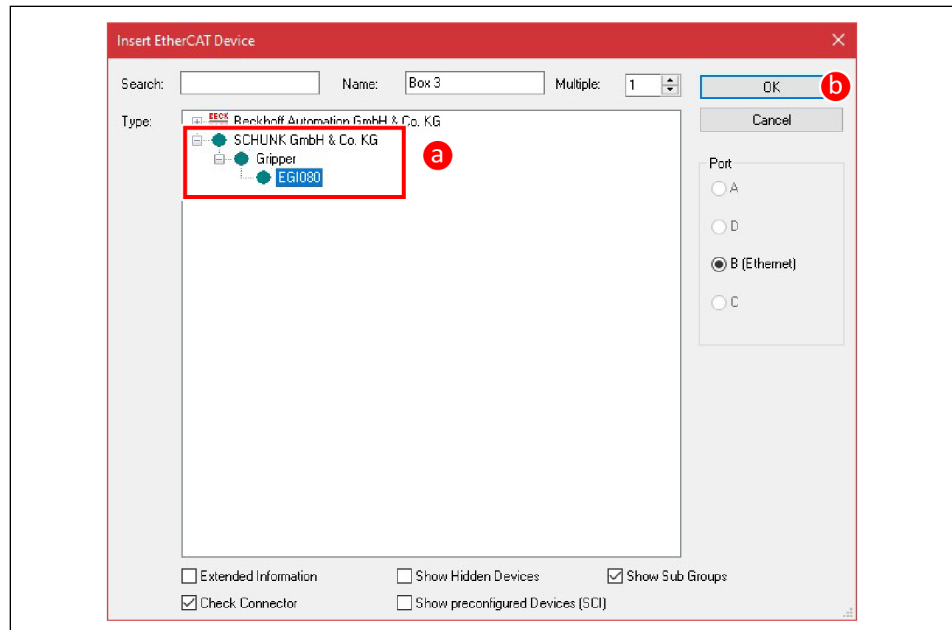 Insert EtherCAT Device
Search: Name: Box 3 Multiple: 1 OK b
Type: BECK Beckhoff Automation GmbH & Co. KG Cancel
SCHUNK GmbH & Co. KG a
Gripper
EGI080
Port
A
D
B (Ethernet)
C
Extended Information Show Hidden Devices Show Sub Groups
Check Connector Show preconfigured Devices (SCI)